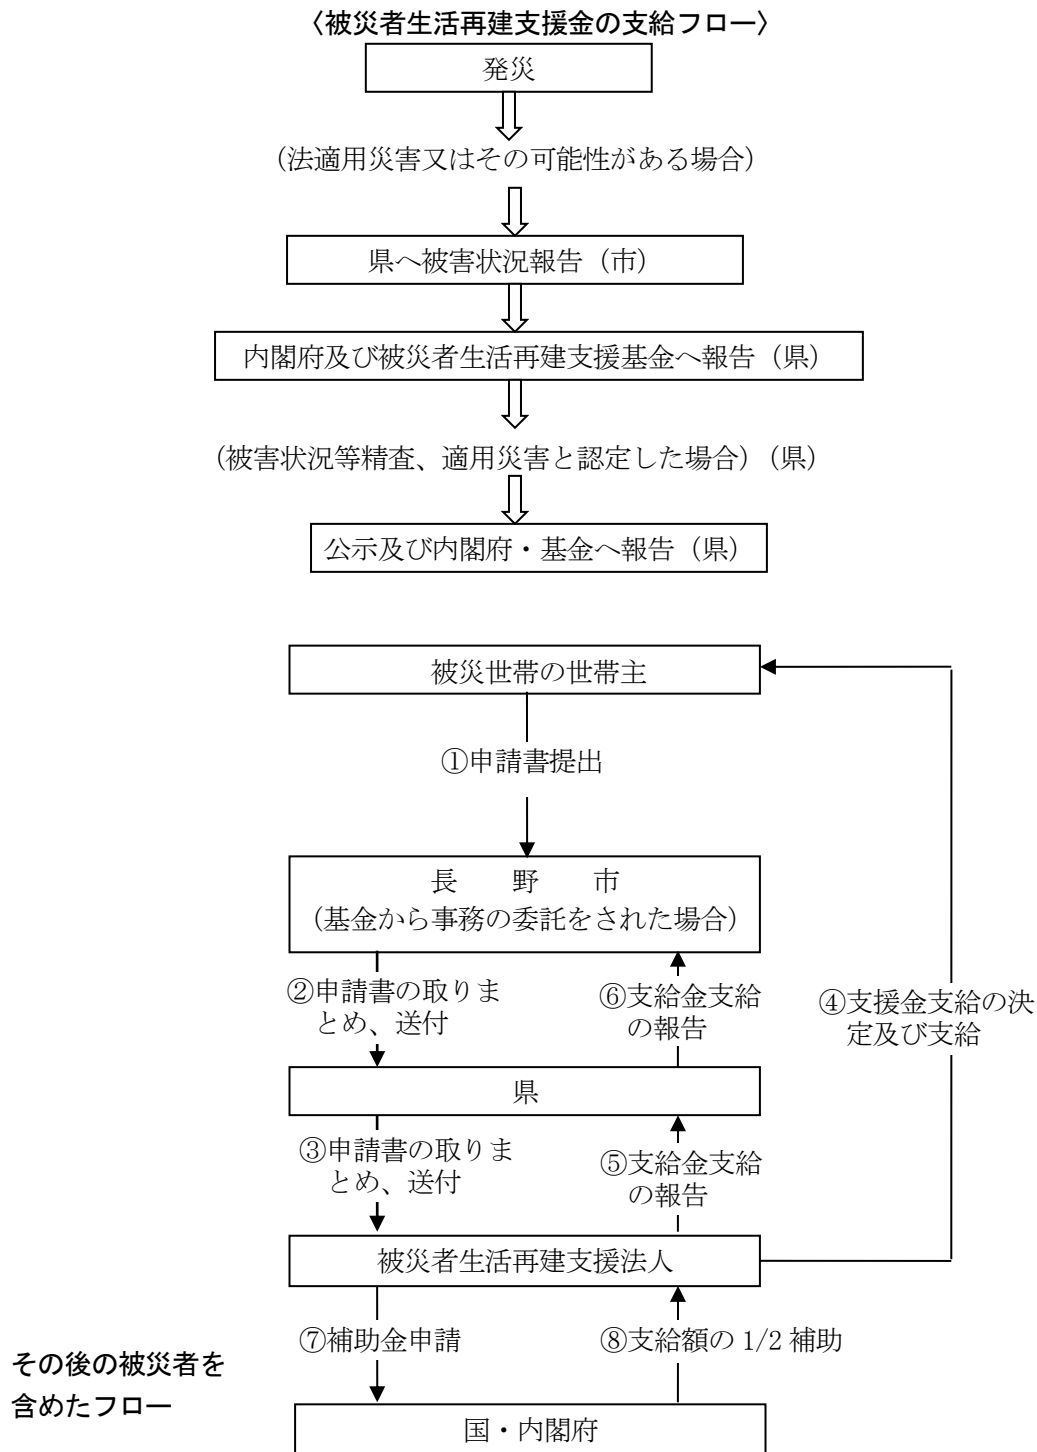 〈被災者生活再建支援金の支給フロー〉
発災
（法適用災害又はその可能性がある場合）
県へ被害状況報告（市）
内閣府及び被災者生活再建支援基金へ報告（県）
（被害状況等精査、適用災害と認定した場合）（県）
公示及び内閣府・基金へ報告（県）
被災世帯の世帯主
①申請書提出
長　野　市
（基金から事務の委託をされた場合）
②申請書の取りま
とめ、送付
⑥支給金支給
の報告
④支援金支給の決
定及び支給
県
③申請書の取りま
とめ、送付
⑤支給金支給
の報告
被災者生活再建支援法人
⑦補助金申請
⑧支給額の 1/2 補助
その後の被災者を
含めたフロー
国・内閣府